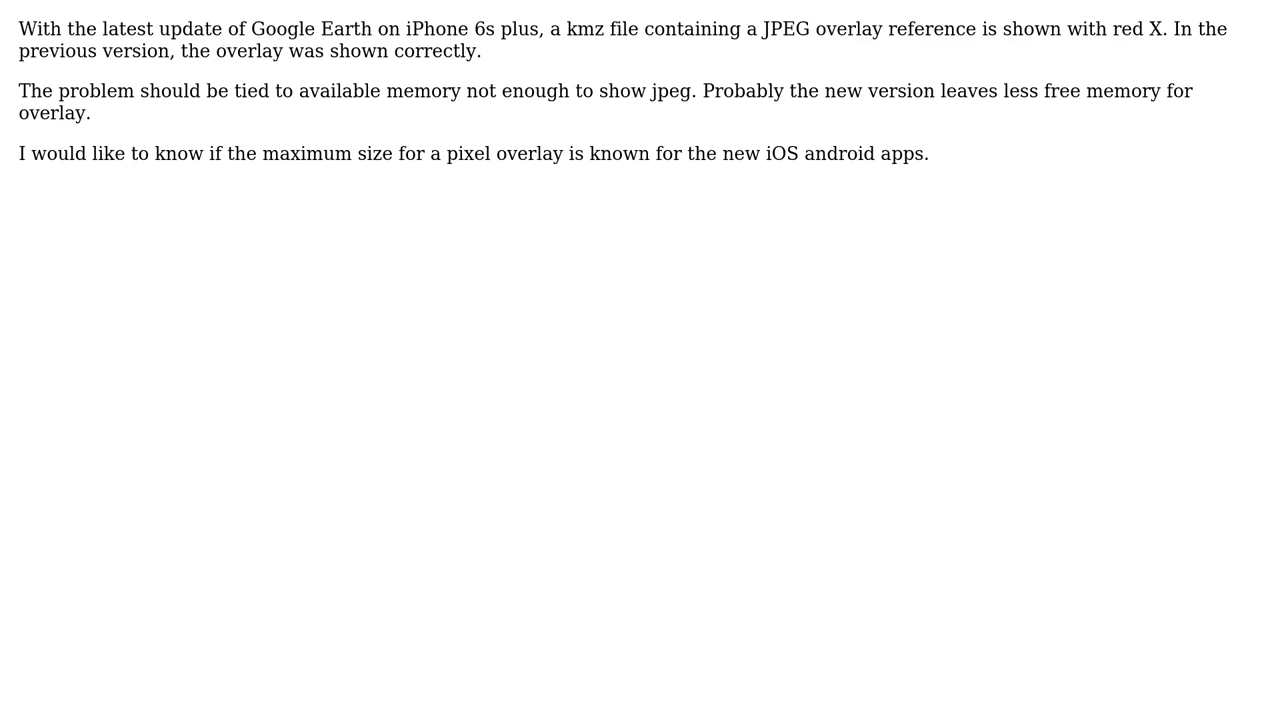 With the latest update of Google Earth on iPhone 6s plus, a kmz file containing a JPEG overlay reference is shown with red X. In the
previous version, the overlay was shown correctly.
The problem should be tied to available memory not enough to show jpeg. Probably the new version leaves less free memory for
overlay.
I would like to know if the maximum size for a pixel overlay is known for the new iOS android apps.